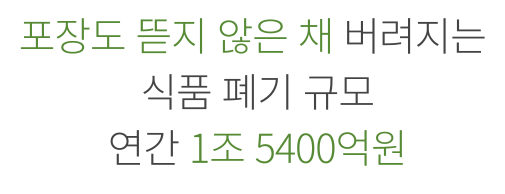 포장도 뜯지 않은 채 버려지는
식품 폐기 규모
연간 1조 5400억원